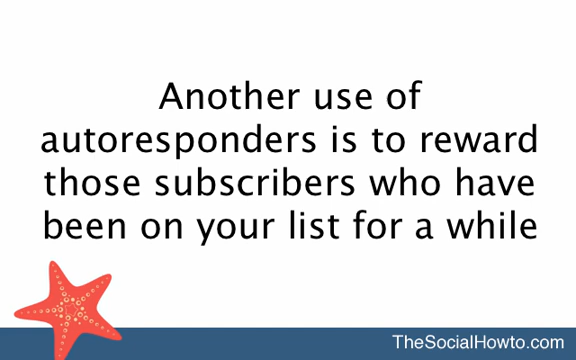 Another use of
autoresponders is to reward
those subscribers who have
been on your list for a while
TheSocialHowto.com